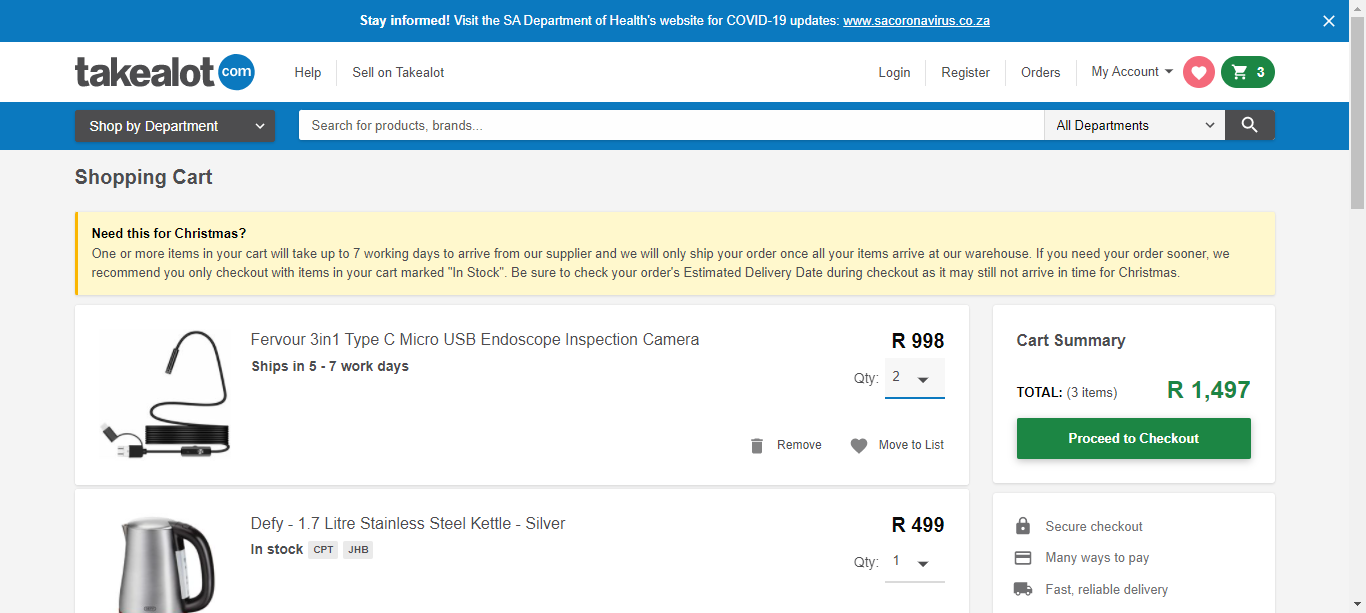 Stay informed! Visit the SA Department of Health's website for COVID-19 updates: www.sacoronavirus.co.za
takealot com
Help
Sell on Takealot
Login
Register
Orders
My Account
3
Shop by Department
Search for products, brands...
All Departments
Shopping Cart
Need this for Christmas?
One or more items in your cart will take up to 7 working days to arrive from our supplier and we will only ship your order once all your items arrive at our warehouse. If you need your order sooner, we
recommend you only checkout with items in your cart marked "In Stock". Be sure to check your order's Estimated Delivery Date during checkout as it may still not arrive in time for Christmas.
Fervour 3in1 Type C Micro USB Endoscope Inspection Camera
R 998
Ships in 5 - 7 work days
Qty: 2
Remove
Move to List
Cart Summary
TOTAL: (3 items)
R 1,497
Proceed to Checkout
Defy - 1.7 Litre Stainless Steel Kettle - Silver
R 499
In stock CPT JHB
Qty: 1
Secure checkout
Many ways to pay
Fast, reliable delivery